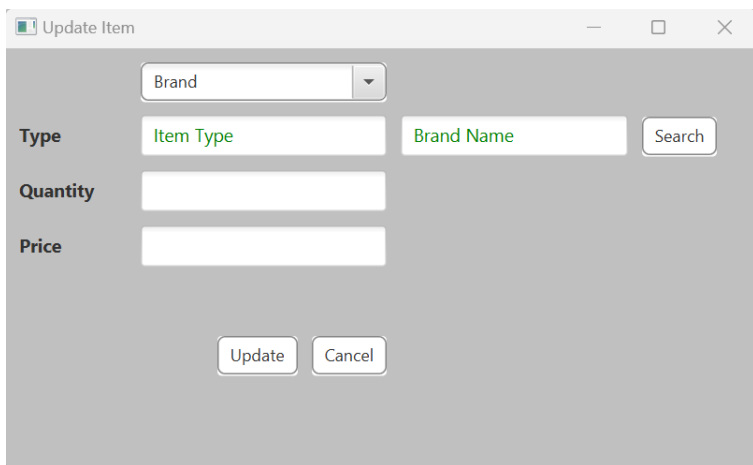 Update Item
Brand
Type Item Type Brand Name Search
Quantity
Price
Update Cancel